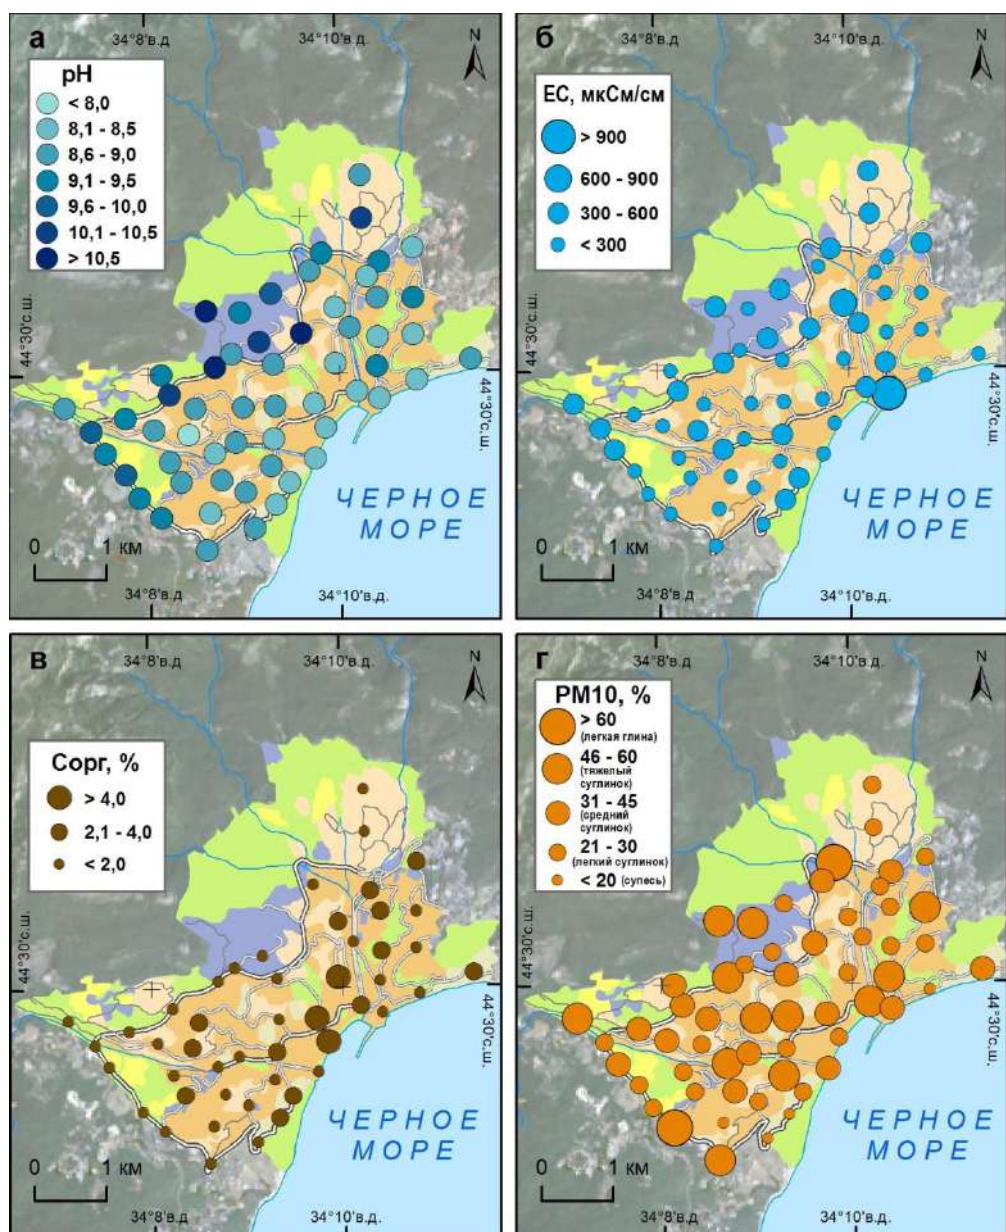 а
34°8'в.д.
34°10'в.д.
N
pH
< 8,0
8,1 - 8,5
8,6 - 9,0
9,1 - 9,5
9,6 - 10,0
10,1 - 10,5
> 10,5
44°30'с.ш.
44°30'с.ш.
ЧЕРНОЕ
МОРЕ
0 1 км
34°8'в.д.
34°10'в.д.
б
34°8'в.д.
34°10'в.д.
N
ЕС, мкСм/см
> 900
600 - 900
300 - 600
< 300
44°30'с.ш.
44°30'с.ш.
ЧЕРНОЕ
МОРЕ
0 1 км
34°8'в.д.
34°10'в.д.
в
34°8'в.д
34°10'в.д.
N
Сорг, %
> 4,0
2,1 - 4,0
< 2,0
44°30'с.ш.
44°30'с.ш.
ЧЕРНОЕ
МОРЕ
0 1 км
34°8'в.д.
34°10'в.д.
г
34°8'в.д.
34°10'в.д.
N
PM10, %
> 60
(легкая глина)
46 - 60
(тяжелый
суглинок)
31 - 45
(средний
суглинок)
21 - 30
(легкий суглинок)
< 20 (супесь)
44°30'с.ш.
44°30'с.ш.
ЧЕРНОЕ
МОРЕ
0 1 км
34°8'в.д.
34°10'в.д.